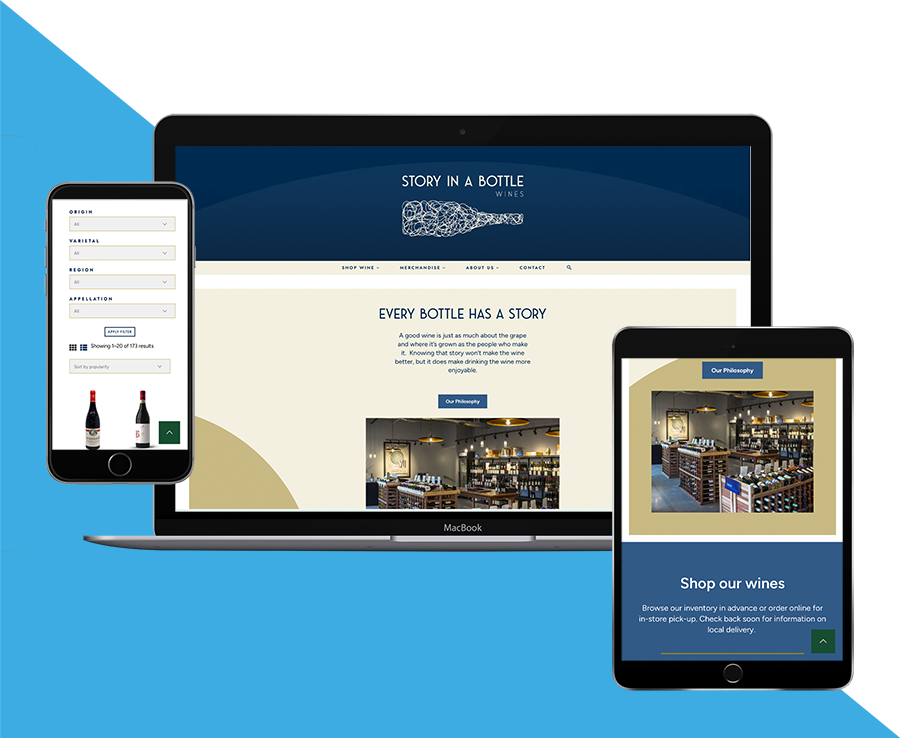 STORY IN A BOTTLE
WINES
SHOP WINE
MERCHANDISE
ABOUT US
CONTACT
EVERY BOTTLE HAS A STORY
A good wine is just as much about the grape
and where it's grown as the people who make
it. Knowing that story won't make the wine
better, but it does make drinking the wine more
enjoyable.
Our Philosophy
MacBook
ORIGIN
All
VARIETAL
All
REGION
All
APPELLATION
All
APPLY FILTER
Showing 1–20 of 173 results
Sort by popularity
Our Philosophy
Shop our wines
Browse our inventory in advance or order online for
in-store pick-up. Check back soon for information on
local delivery.